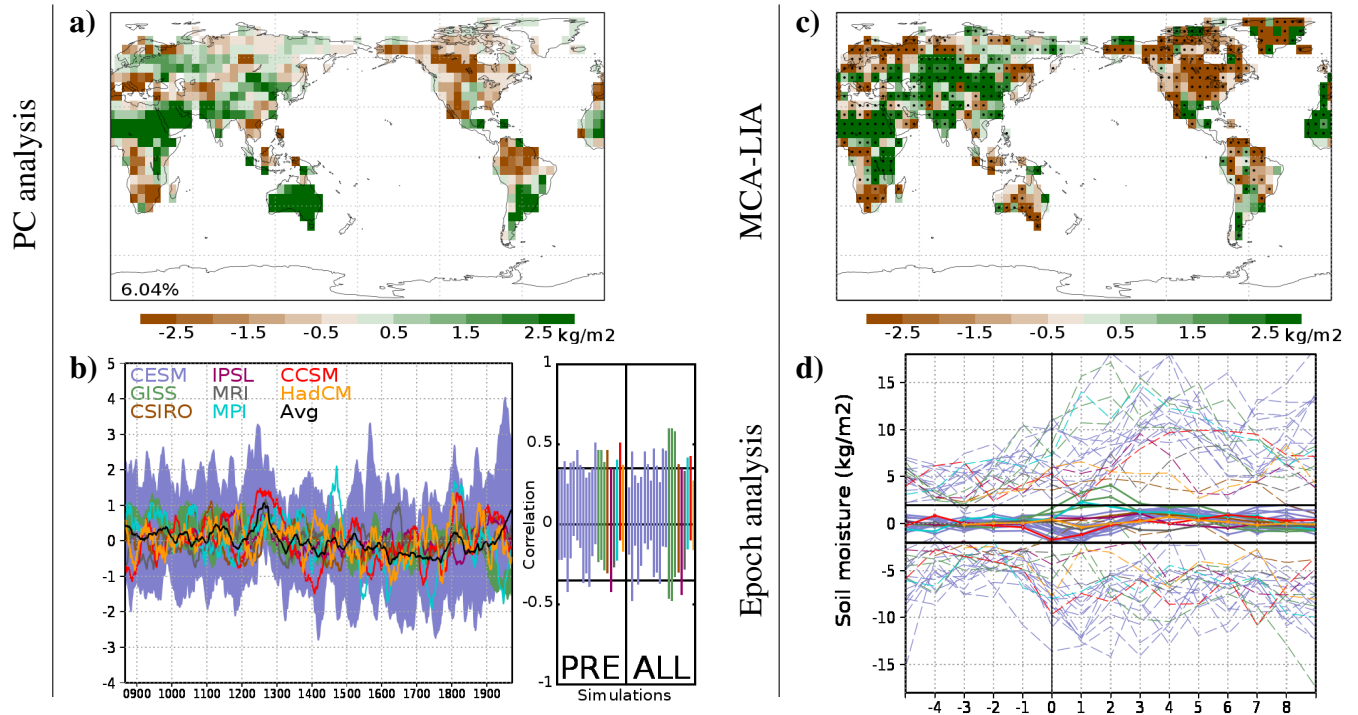 a)
PC analysis
6.04%
-2.5 -1.5 -0.5 0.5 1.5 2.5 kg/m2
c)
MCA-LIA
-2.5 -1.5 -0.5 0.5 1.5 2.5 kg/m2
b)
5
4
3
2
1
0
-1
-2
-3
-4
CESM IPSL CCSM
GISS MRI HadCM
CSIRO MPI Avg
0900 1000 1100 1200 1300 1400 1500 1600 1700 1800 1900
Correlation
1
0.5
0
-0.5
-1
PRE ALL
Simulations
d)
Epoch analysis
Soil moisture (kg/m2)
15
10
5
0
-5
-10
-15
-4 -3 -2 -1 0 1 2 3 4 5 6 7 8